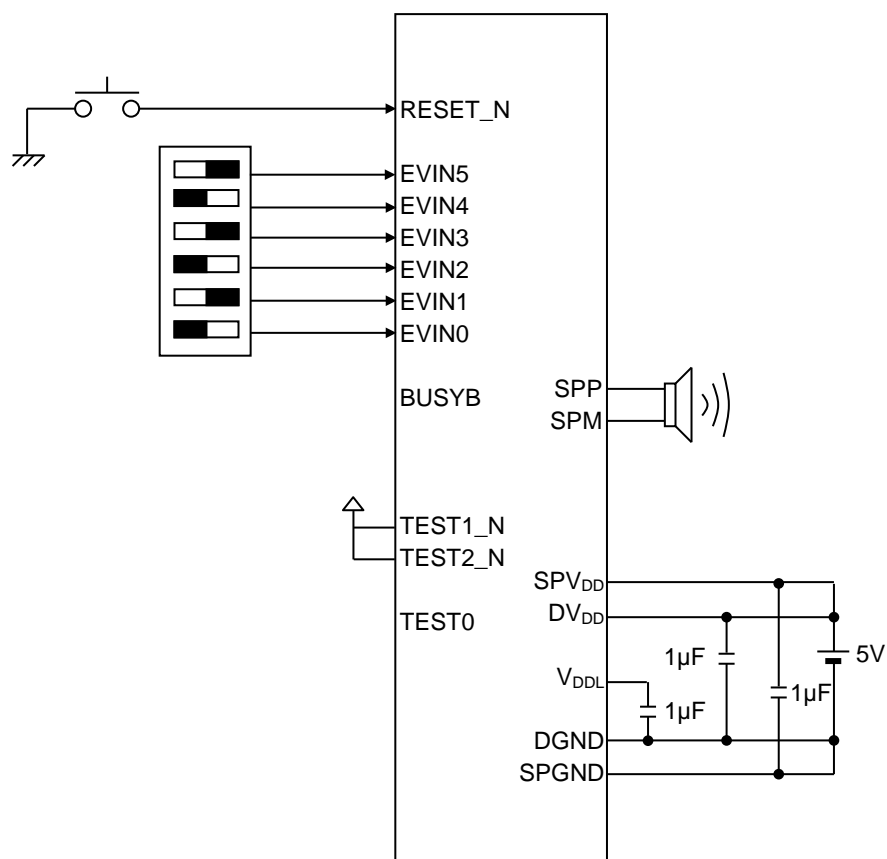 RESET_N
EVIN5
EVIN4
EVIN3
EVIN2
EVIN1
EVIN0
BUSYB
SPP
SPM
TEST1_N
TEST2_N
TEST0
SPVDD
DVDD
VDDL
DGND
SPGND
1µF
1µF
1µF
5V